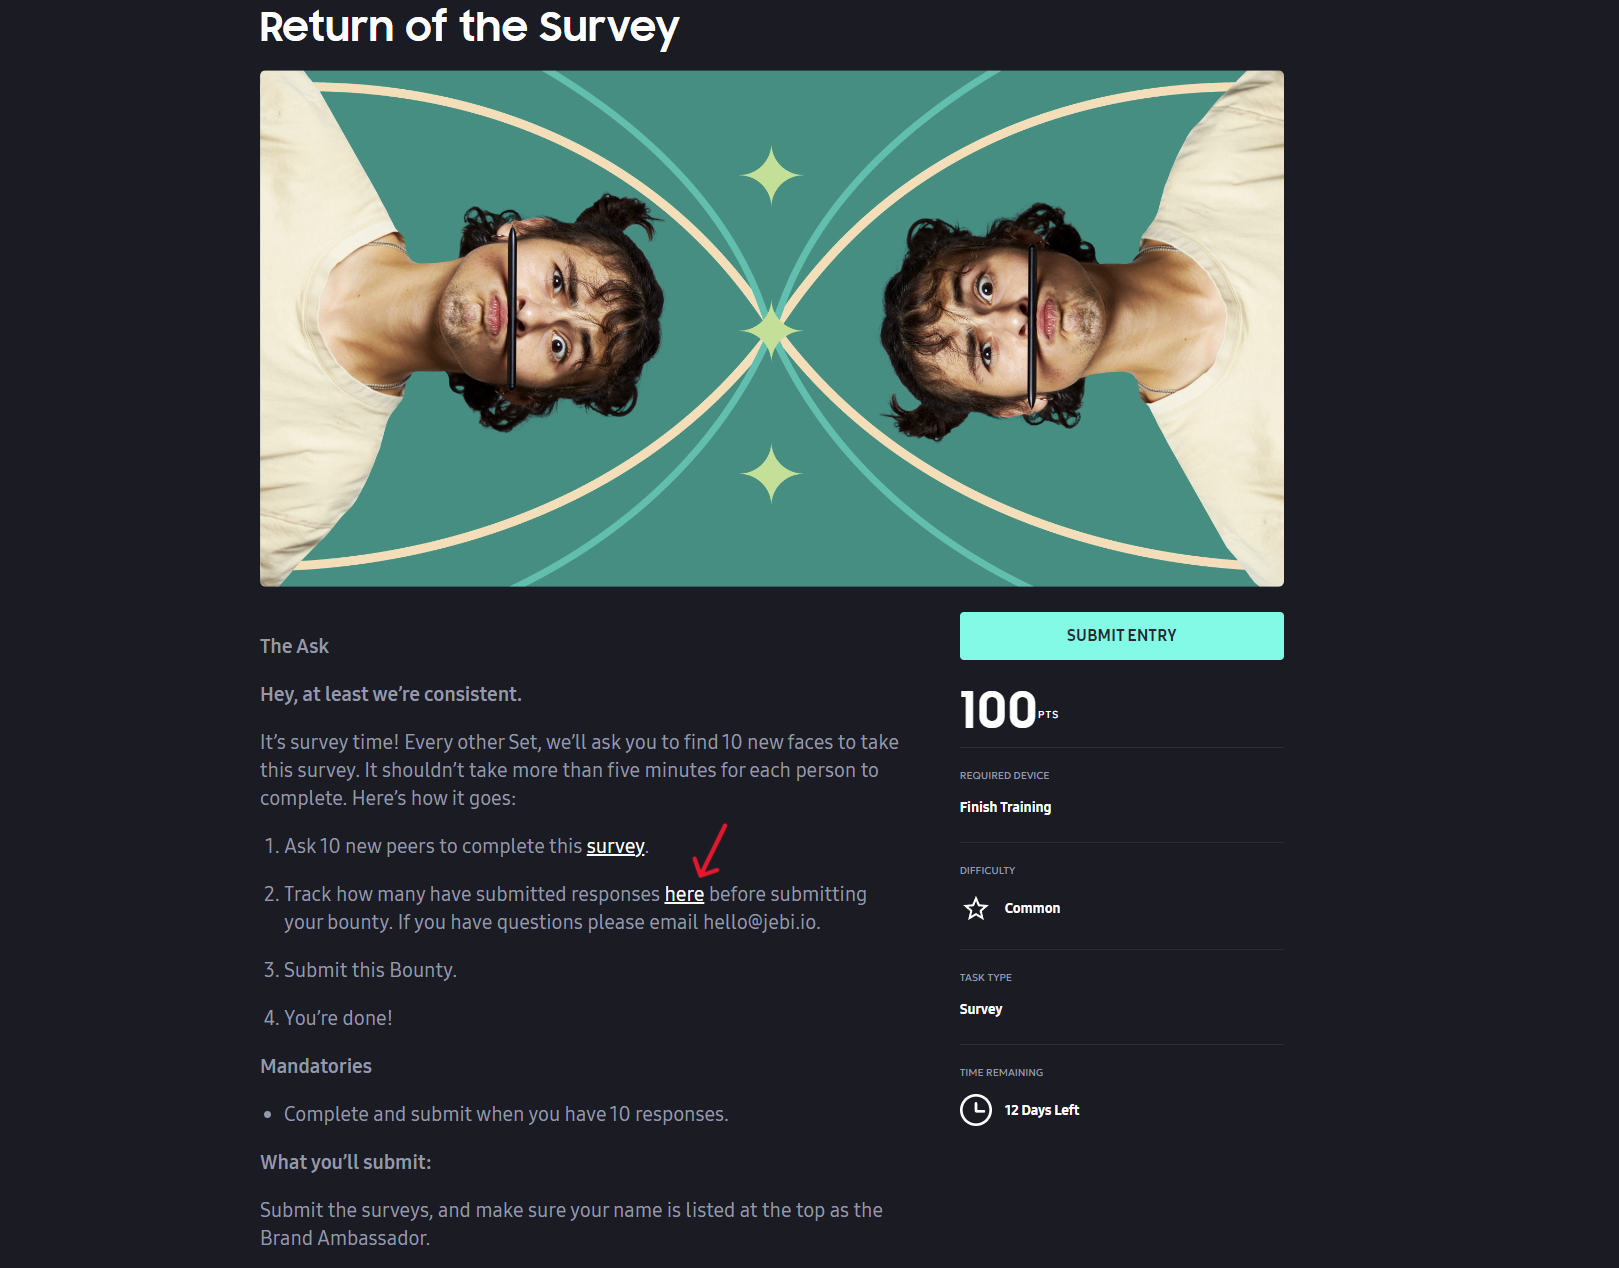 Return of the Survey
The Ask
Hey, at least we're consistent.
It's survey time! Every other Set, we'll ask you to find 10 new faces to take
this survey. It shouldn't take more than five minutes for each person to
complete. Here's how it goes:
1. Ask 10 new peers to complete this survey.
2. Track how many have submitted responses here before submitting
your bounty. If you have questions please email hello@jebi.io.
3. Submit this Bounty.
4. You're done!
Mandatories
• Complete and submit when you have 10 responses.
What you'll submit:
Submit the surveys, and make sure your name is listed at the top as the
Brand Ambassador.
SUBMIT ENTRY
100 PTS
REQUIRED DEVICE
Finish Training
DIFFICULTY
Common
TASK TYPE
Survey
TIME REMAINING
12 Days Left